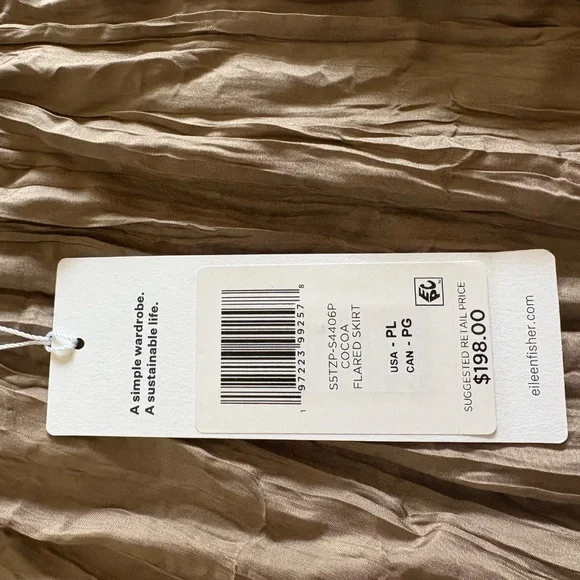 A simple wardrobe.
A sustainable life.
1 97223 99257 8
S5TZP-S4406P
COCOA
FLARED SKIRT
USA - PL
CAN - PG
SUGGESTED RETAIL PRICE
$198.00
eileenfisher.com